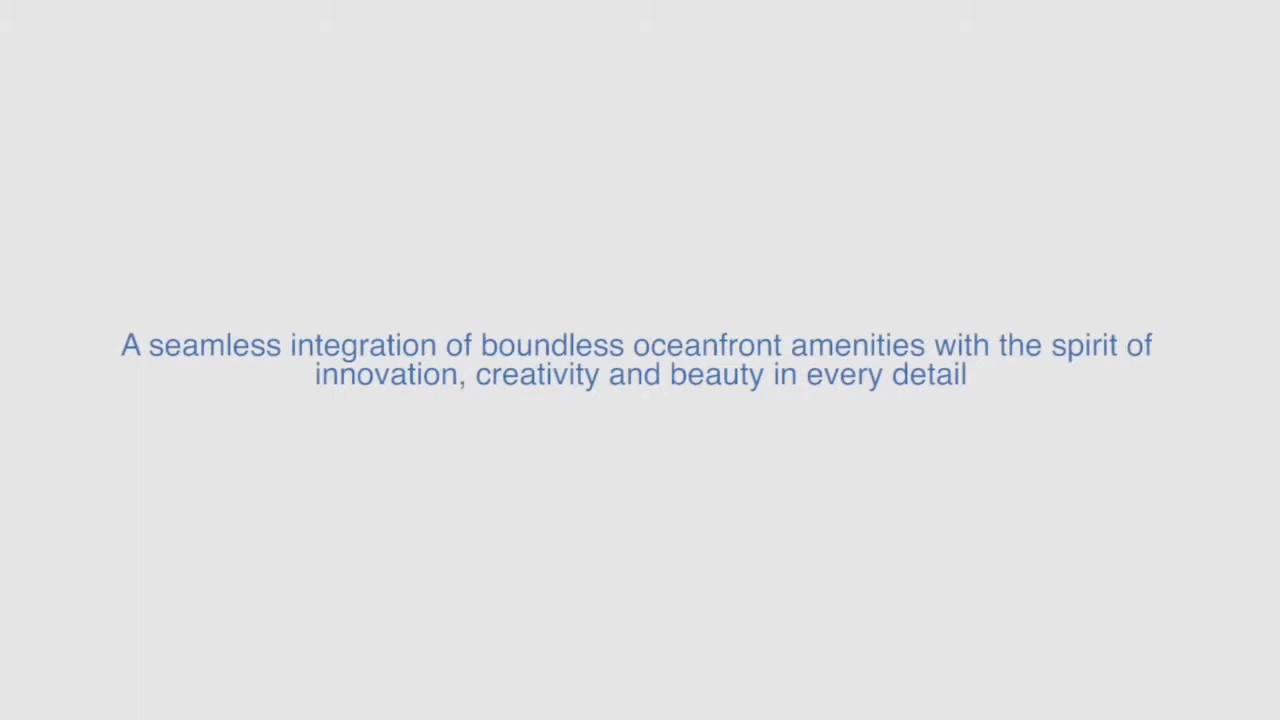 A seamless integration of boundless oceanfront amenities with the spirit of
innovation, creativity and beauty in every detail